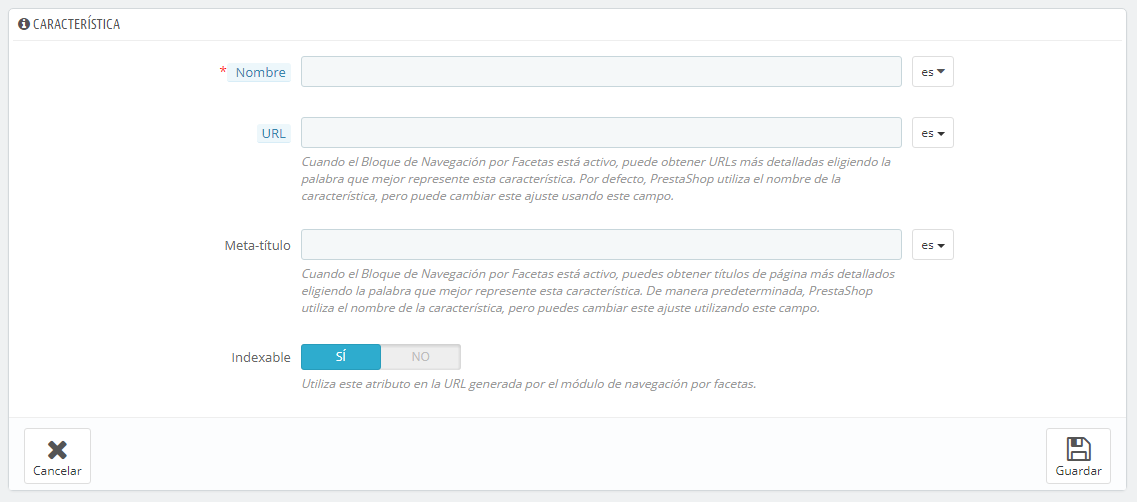 CARACTERÍSTICA
* Nombre
es
URL
es
Cuando el Bloque de Navegación por Facetas está activo, puede obtener URLs más detalladas eligiendo la
palabra que mejor represente esta característica. Por defecto, PrestaShop utiliza el nombre de la
característica, pero puede cambiar este ajuste usando este campo.
Meta-título
es
Cuando el Bloque de Navegación por Facetas está activo, puedes obtener títulos de página más detallados
eligiendo la palabra que mejor represente esta característica. De manera predeterminada, PrestaShop
utiliza el nombre de la característica, pero puedes cambiar este ajuste utilizando este campo.
Indexable
SÍ
NO
Utiliza este atributo en la URL generada por el módulo de navegación por facetas.
Cancelar
Guardar